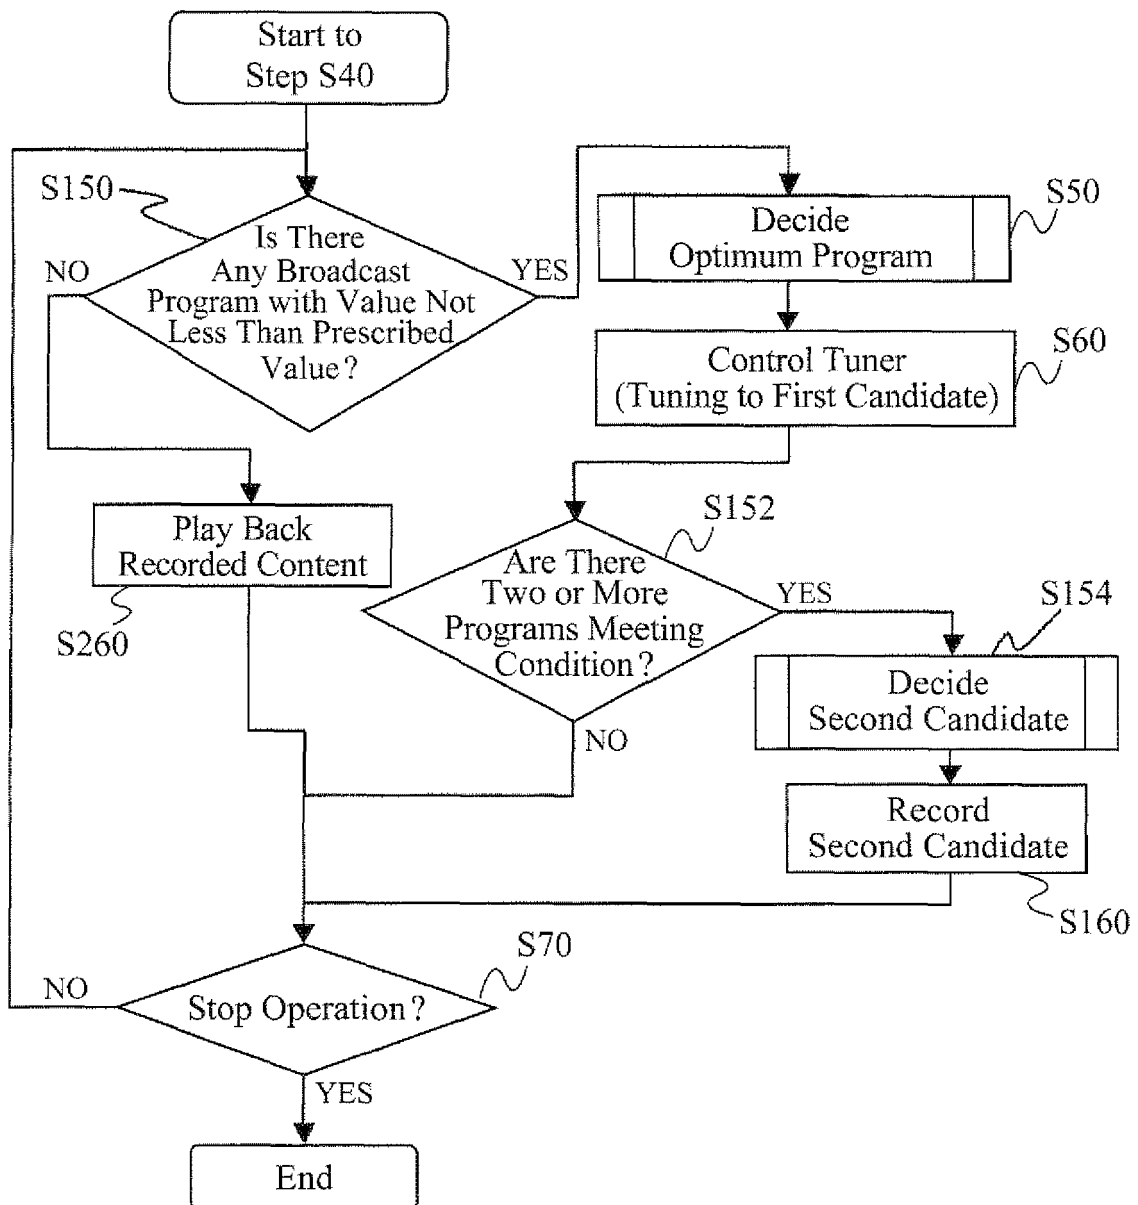 Start to
Step S40
S150
Is There
Any Broadcast
Program with Value Not
Less Than Prescribed
Value?
NO
YES
Decide
Optimum Program
S50
Control Tuner
(Tuning to First Candidate)
S60
Play Back
Recorded Content
S260
Are There
Two or More
Programs Meeting
Condition?
S152
YES
NO
S154
Decide
Second Candidate
Record
Second Candidate
S160
S70
Stop Operation?
NO
YES
End